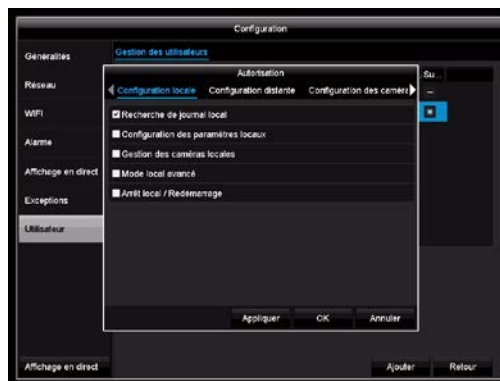 Configuration
Généralités
Réseau
WIFI
Alarme
Affichage en direct
Exceptions
Utilisateur
Affichage en direct
Gestion des utilisateurs
Su...
Autorisation
Configuration locale Configuration distante Configuration des caméra
Recherche de journal local
Configuration des paramètres locaux
Gestion des caméras locales
Mode local avancé
Arrêt local / Redémarrage
Appliquer OK Annuler
Ajouter Retour